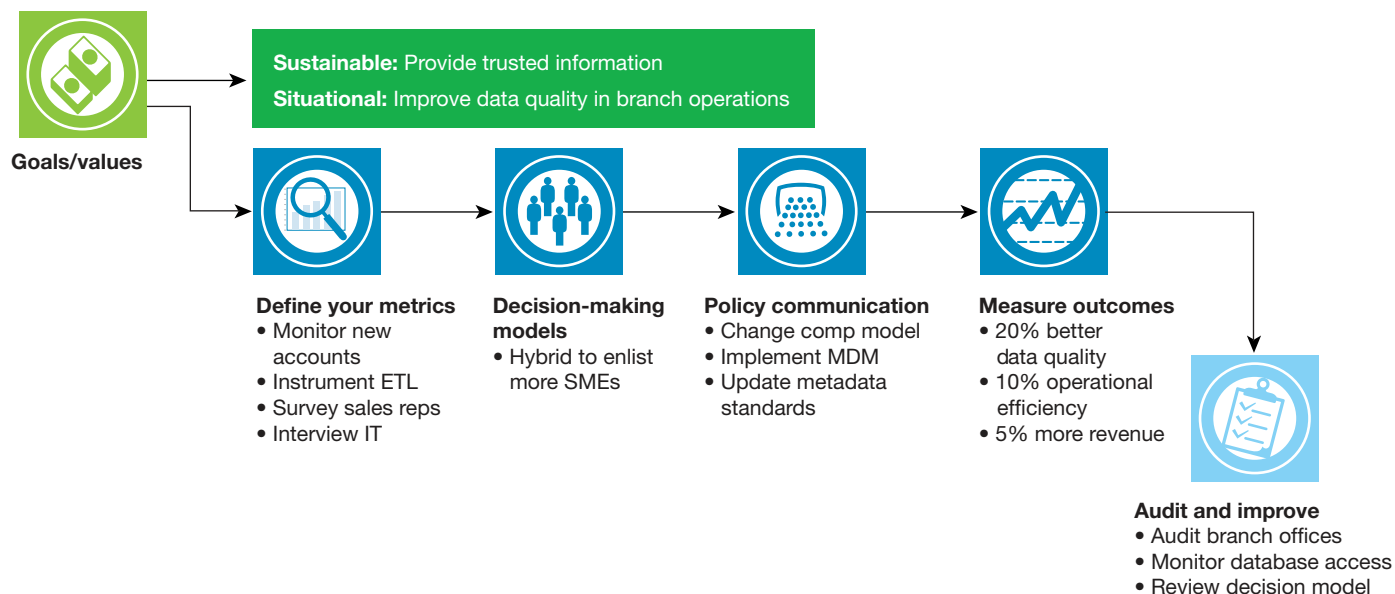 Sustainable: Provide trusted information
Situational: Improve data quality in branch operations
Goals/values
Define your metrics
• Monitor new
accounts
• Instrument ETL
• Survey sales reps
• Interview IT
Decision-making
models
• Hybrid to enlist
more SMEs
Policy communication
• Change comp model
• Implement MDM
• Update metadata
standards
Measure outcomes
• 20% better
data quality
• 10% operational
efficiency
• 5% more revenue
Audit and improve
• Audit branch offices
• Monitor database access
• Review decision model